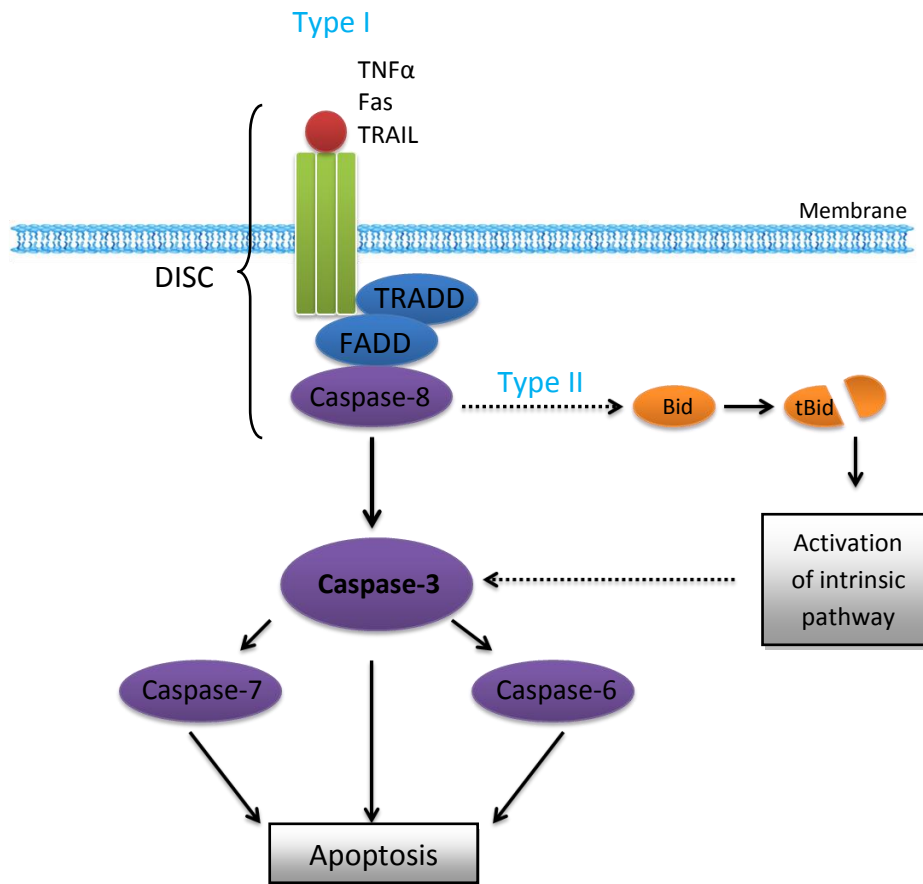 Type I
TNFα
Fas
TRAIL
Membrane
DISC
TRADD
FADD
Caspase-8
Type II
Bid
tBid
Activation
of intrinsic
pathway
Caspase-3
Caspase-7
Caspase-6
Apoptosis